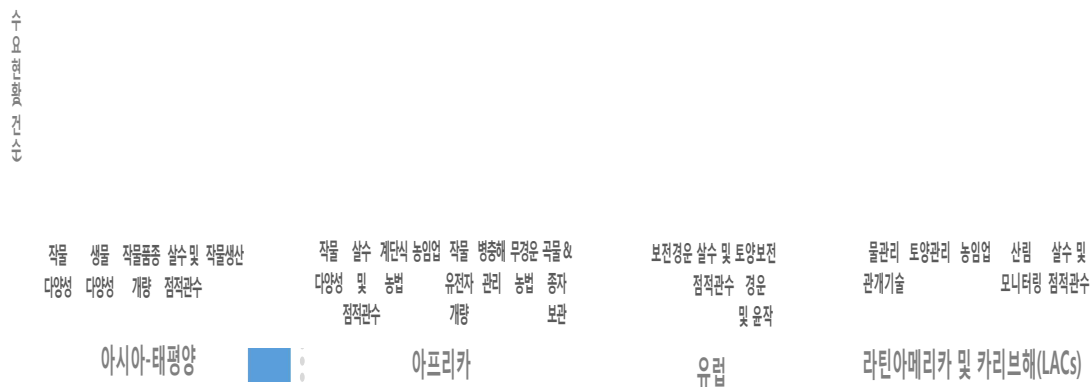 수요현황(건수)
작물 다양성
생물 다양성
작물품종 개량
살수 및 점적관수
작물생산
작물 다양성
살수 및 점적관수
계단식 농법
농임업
작물 유전자 개량
병충해 관리
무경운 농법
곡물 & 종자 보관
보전경운
살수 및 점적관수
토양보전 경운 및 윤작
물관리 관개기술
토양관리
농임업
산림 모니터링
살수 및 점적관수
아시아-태평양
아프리카
유럽
라틴아메리카 및 카리브해(LACs)